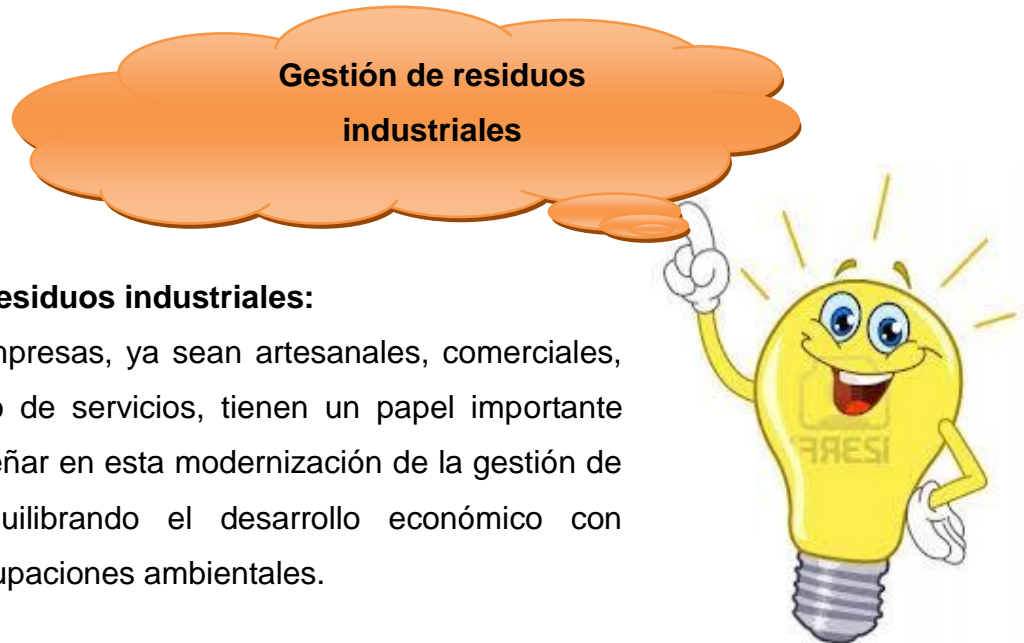 Gestión de residuos
industriales
esiduos industriales:
mpresas, ya sean artesanales, comerciales,
o de servicios, tienen un papel importante
eñar en esta modernización de la gestión de
uilibrando el desarrollo económico con
upaciones ambientales.